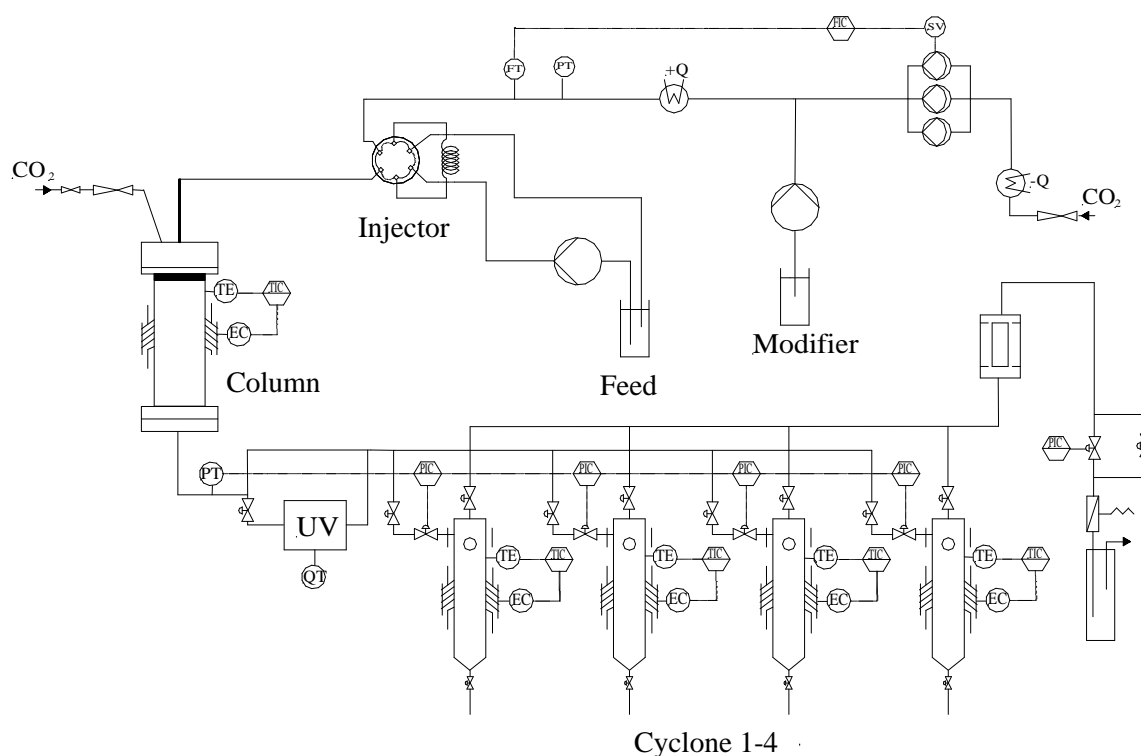 FIC
SV
FT
PT
+Q
CO2
-Q
CO2
Injector
TE
TIC
EC
Modifier
Column
Feed
PT
PIC
PIC
PIC
PIC
PIC
UV
QT
TE
TIC
TE
TIC
TE
TIC
TE
TIC
EC
EC
EC
EC
Cyclone 1-4